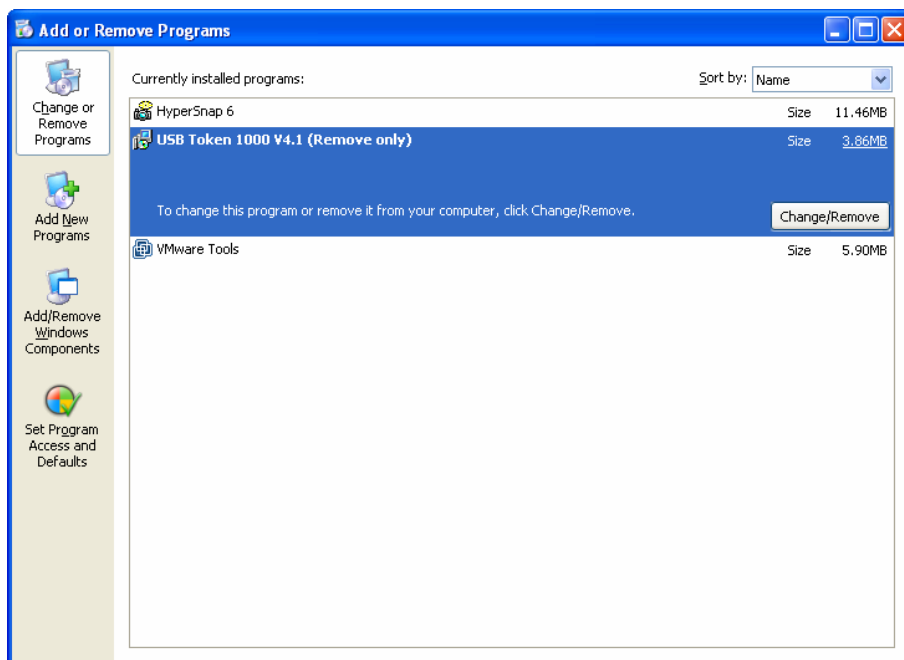 Add or Remove Programs
Change or
Remove
Programs
Add New
Programs
Add/Remove
Windows
Components
Set Program
Access and
Defaults
Currently installed programs:
Sort by: Name
HyperSnap 6 Size 11.46MB
USB Token 1000 V4.1 (Remove only) Size 3.86MB
To change this program or remove it from your computer, click Change/Remove. Change/Remove
VMware Tools Size 5.90MB